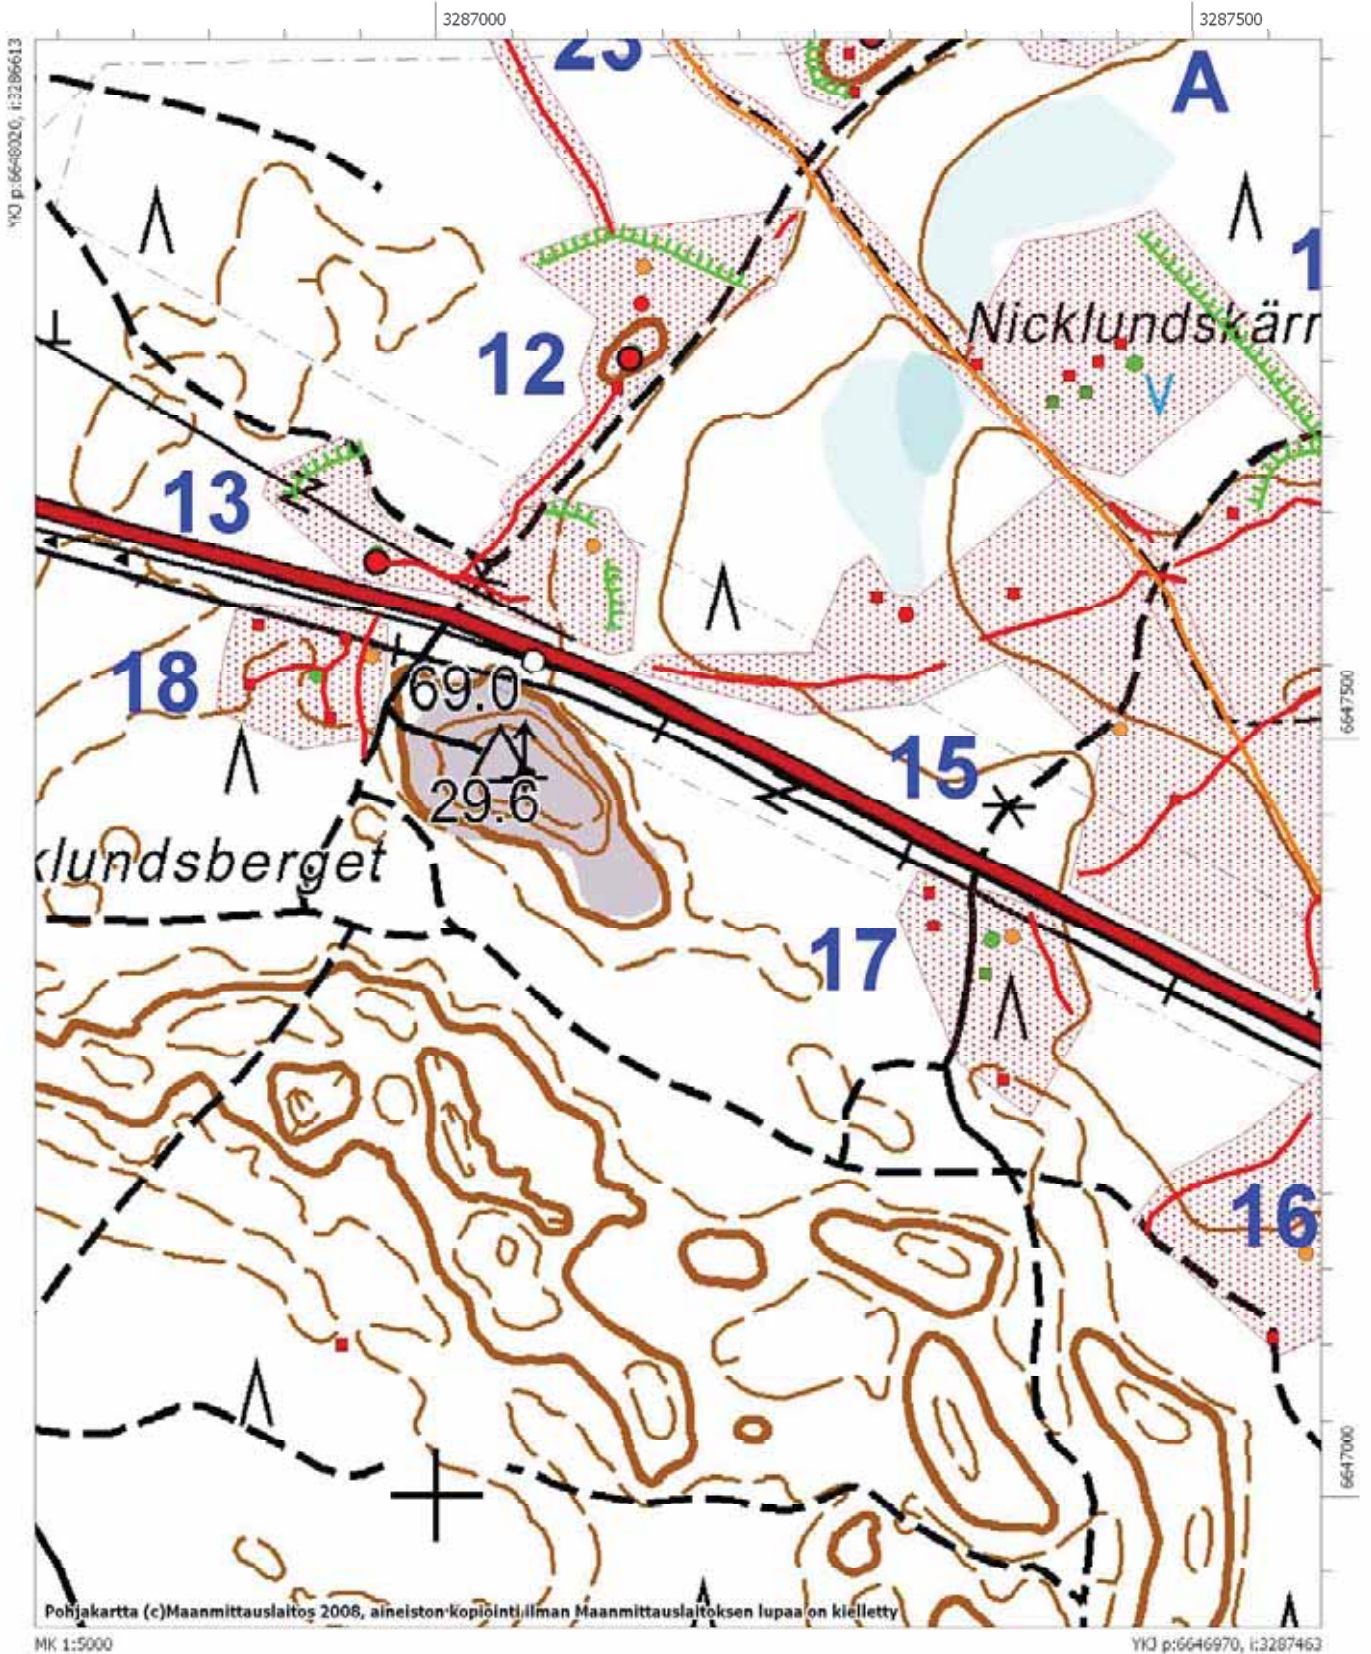 3287000
3287500
YKJ p:6648020, i:3286613
23
A
1
Nicklundskärr
12
V
13
18
69.0
6647500
15
29.6
klundsberget
17
16
6647000
Pohjakartta (c)Maanmittauslaitos 2008, aineiston kopiointi ilman Maanmittauslaitoksen lupaa on kielletty
MK 1:5000
YKJ p:6646970, i:3287463